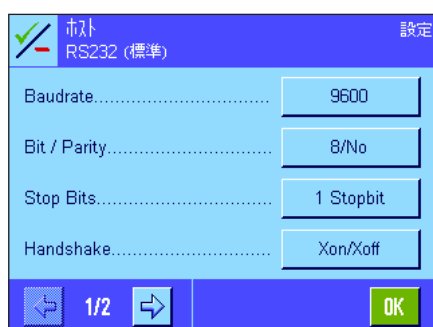 ホスト 設定
RS232 (標準)
Baudrate................................ 9600
Bit / Parity.............................. 8/No
Stop Bits................................ 1 Stopbit
Handshake............................. Xon/Xoff
1/2 OK